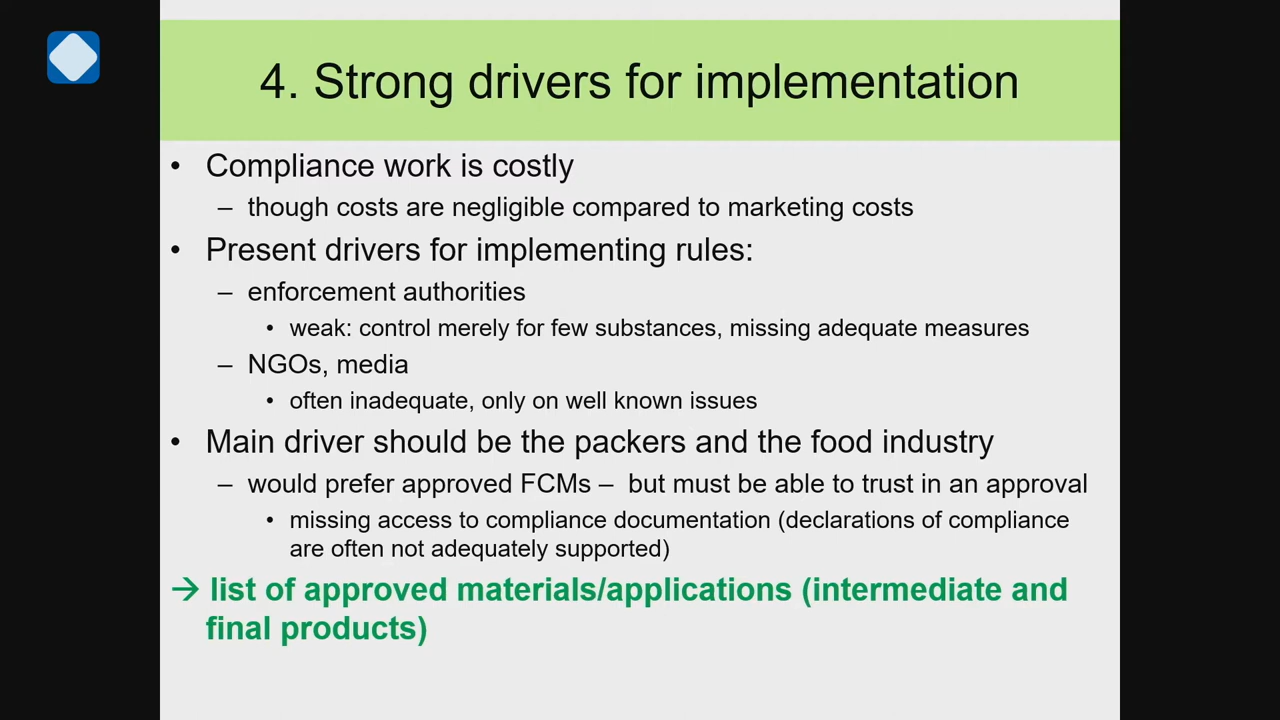 4. Strong drivers for implementation
• Compliance work is costly
– though costs are negligible compared to marketing costs
• Present drivers for implementing rules:
– enforcement authorities
• weak: control merely for few substances, missing adequate measures
– NGOs, media
• often inadequate, only on well known issues
• Main driver should be the packers and the food industry
– would prefer approved FCMs – but must be able to trust in an approval
• missing access to compliance documentation (declarations of compliance
are often not adequately supported)
→ list of approved materials/applications (intermediate and
final products)